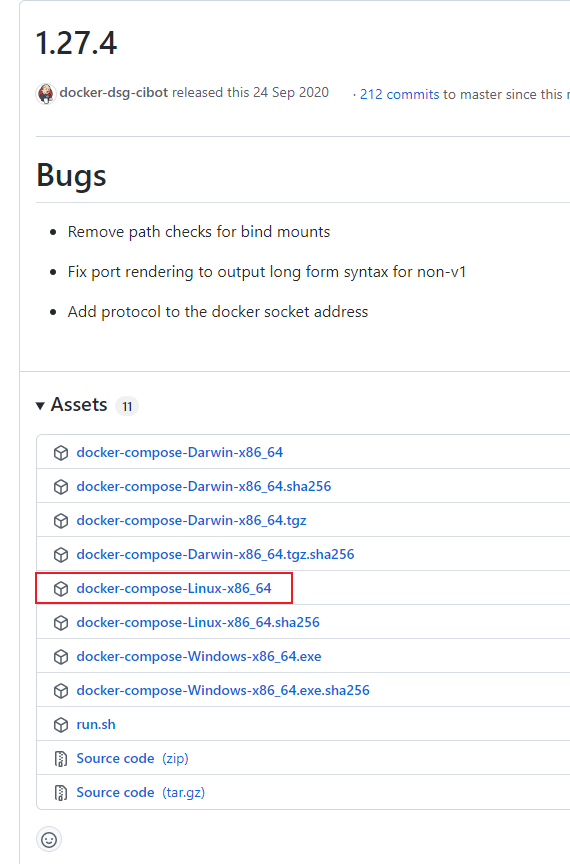 1.27.4
docker-dsg-cibot released this 24 Sep 2020 · 212 commits to master since this
Bugs
• Remove path checks for bind mounts
• Fix port rendering to output long form syntax for non-v1
• Add protocol to the docker socket address
▾ Assets 11
docker-compose-Darwin-x86_64
docker-compose-Darwin-x86_64.sha256
docker-compose-Darwin-x86_64.tgz
docker-compose-Darwin-x86_64.tgz.sha256
docker-compose-Linux-x86_64
docker-compose-Linux-x86_64.sha256
docker-compose-Windows-x86_64.exe
docker-compose-Windows-x86_64.exe.sha256
run.sh
Source code (zip)
Source code (tar.gz)